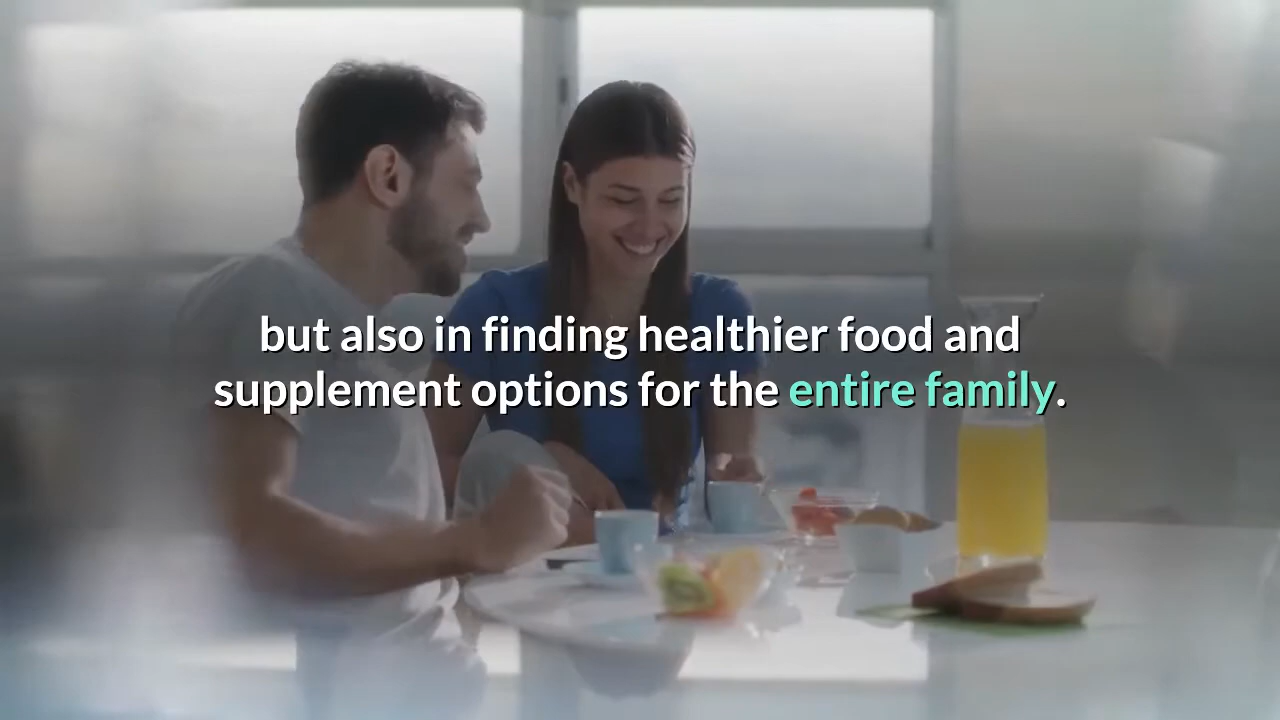 but also in finding healthier food and
supplement options for the entire family.